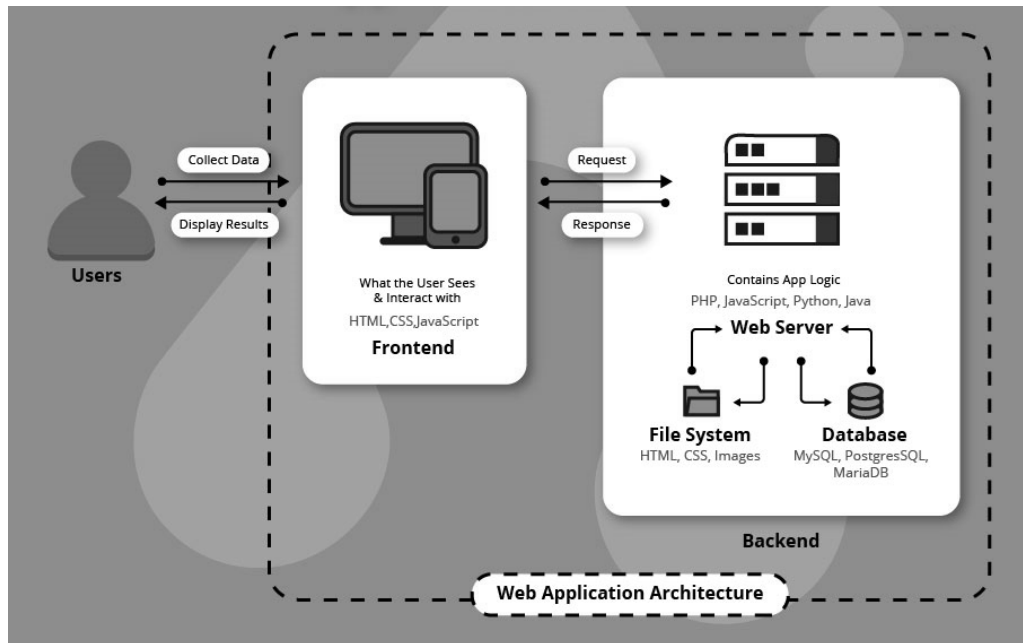 Users
Collect Data
Display Results
What the User Sees
& Interact with
HTML,CSS,JavaScript
Frontend
Request
Response
Contains App Logic
PHP, JavaScript, Python, Java
Web Server
File System
HTML, CSS, Images
Database
MySQL, PostgresSQL,
MariaDB
Backend
Web Application Architecture